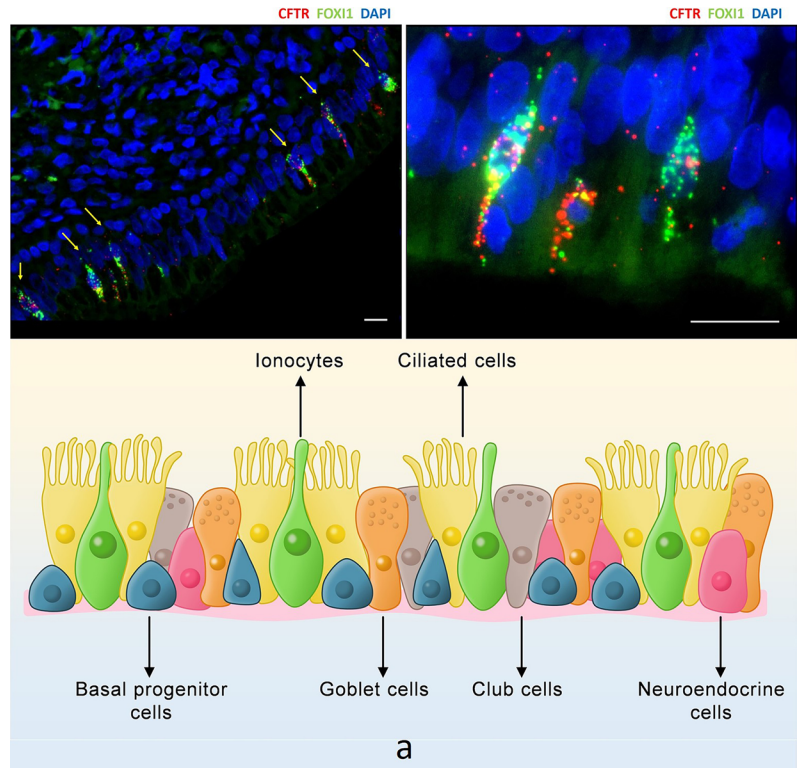 CFTR FOXI1 DAPI
CFTR FOXI1 DAPI
Ionocytes
Ciliated cells
Basal progenitor
cells
Goblet cells
Club cells
Neuroendocrine
cells
a